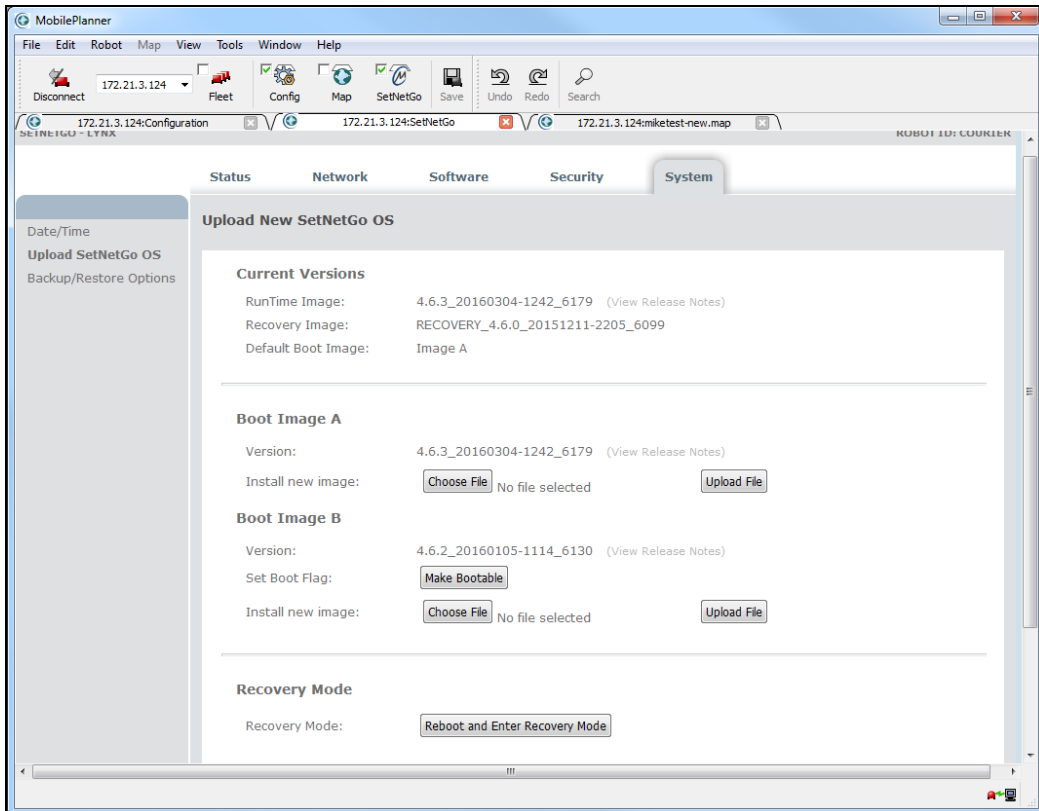 MobilePlanner
File Edit Robot Map View Tools Window Help
Disconnect 172.21.3.124 Fleet Config Map SetNetGo Save Undo Redo Search
172.21.3.124:Configuration 172.21.3.124:SetNetGo 172.21.3.124:miketest-new.map
SETNETGO - LYNX ROBOT ID: COURIER
Status Network Software Security System
Date/Time
Upload SetNetGo OS
Backup/Restore Options
Upload New SetNetGo OS
Current Versions
RunTime Image: 4.6.3_20160304-1242_6179 (View Release Notes)
Recovery Image: RECOVERY_4.6.0_20151211-2205_6099
Default Boot Image: Image A
Boot Image A
Version: 4.6.3_20160304-1242_6179 (View Release Notes)
Install new image: Choose File No file selected Upload File
Boot Image B
Version: 4.6.2_20160105-1114_6130 (View Release Notes)
Set Boot Flag: Make Bootable
Install new image: Choose File No file selected Upload File
Recovery Mode
Recovery Mode: Reboot and Enter Recovery Mode